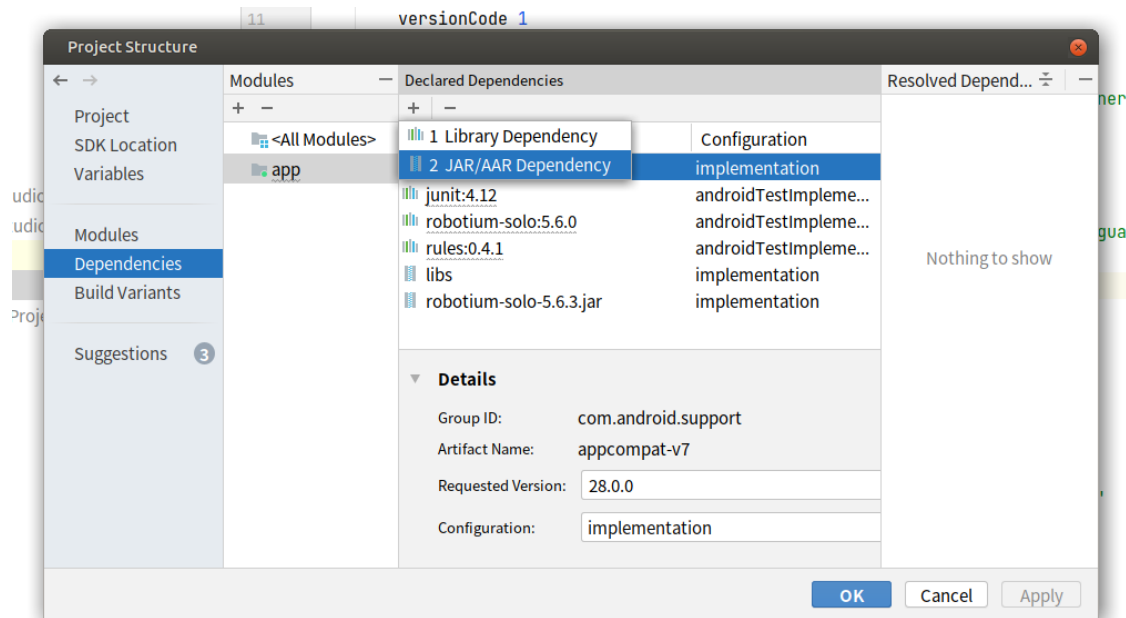 11 versionCode 1
Project Structure
Modules
Declared Dependencies
Resolved Depend...
Project
SDK Location
Variables
Modules
Dependencies
Build Variants
Suggestions 3
<All Modules>
app
1 Library Dependency
2 JAR/AAR Dependency
Configuration
implementation
junit:4.12 androidTestImpleme...
robotium-solo:5.6.0 androidTestImpleme...
rules:0.4.1 androidTestImpleme...
libs implementation
robotium-solo-5.6.3.jar implementation
Nothing to show
Details
Group ID: com.android.support
Artifact Name: appcompat-v7
Requested Version: 28.0.0
Configuration: implementation
OK Cancel Apply